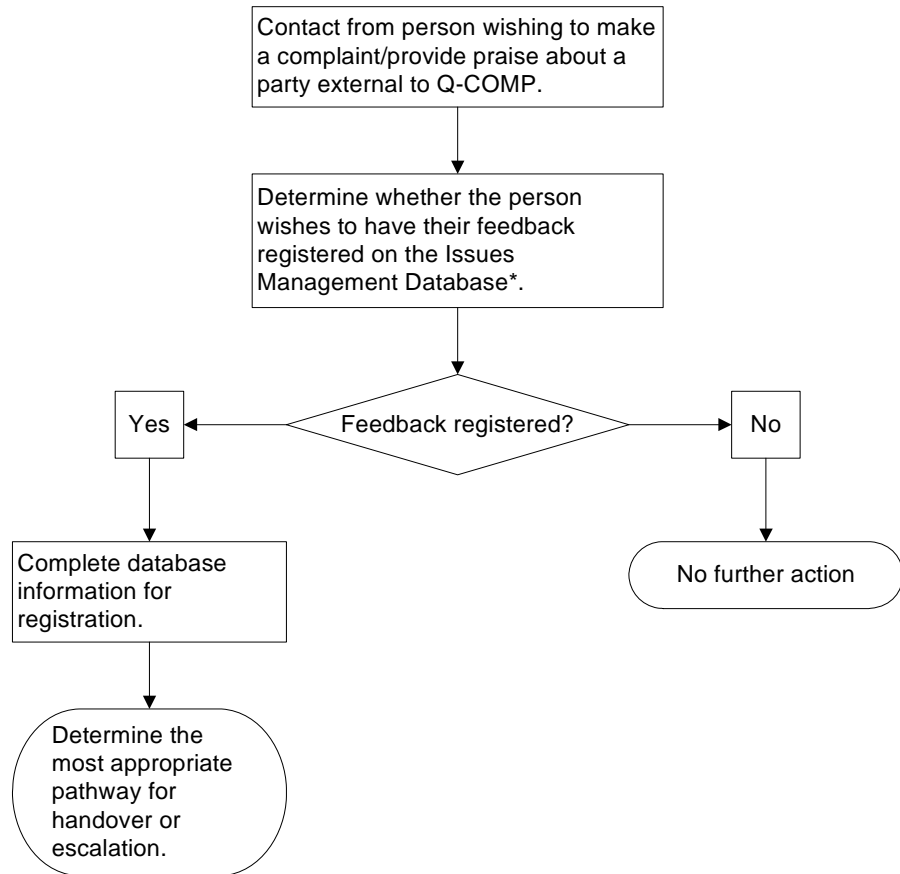 Contact from person wishing to make
a complaint/provide praise about a
party external to Q-COMP.
Determine whether the person
wishes to have their feedback
registered on the Issues
Management Database*.
Yes
Feedback registered?
No
Complete database
information for
registration.
No further action
Determine the
most appropriate
pathway for
handover or
escalation.